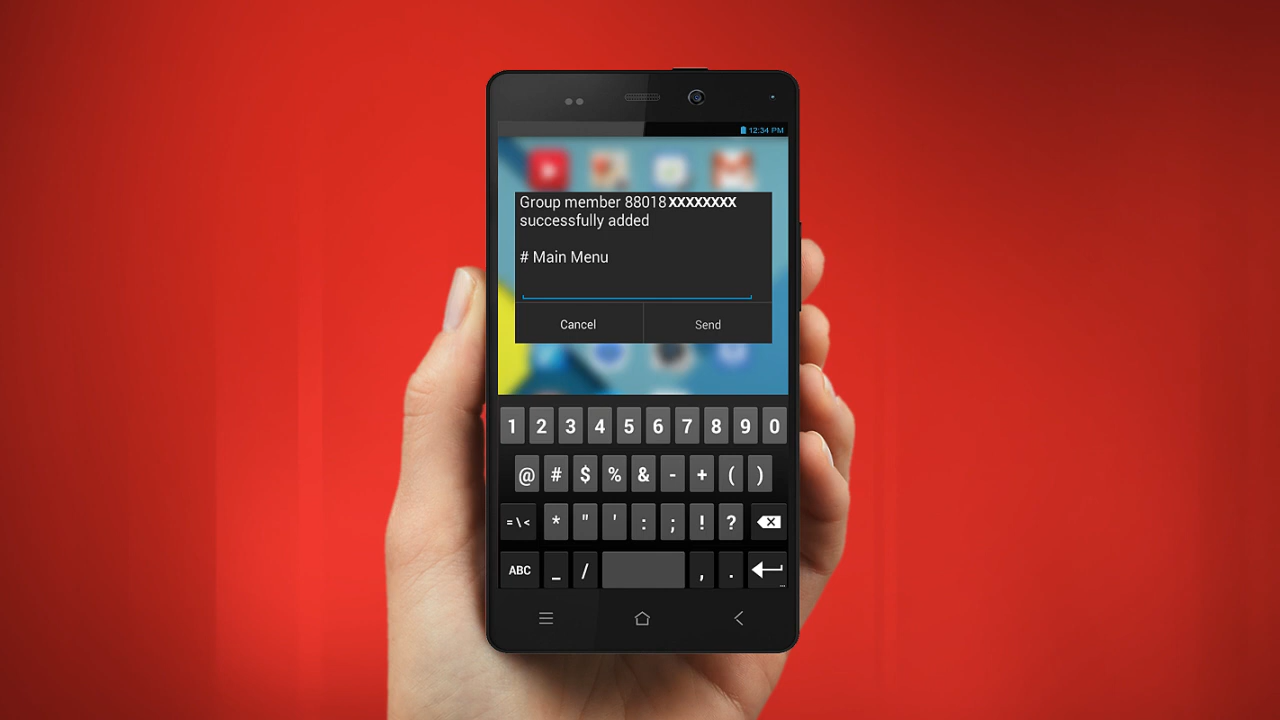 12:34 PM
Group member 88018XXXXXXXX
successfully added
# Main Menu
Cancel Send
1 2 3 4 5 6 7 8 9 0
@ # $ % & - + ( )
=\< * " ' : ; ! ?
ABC _ / , . ...